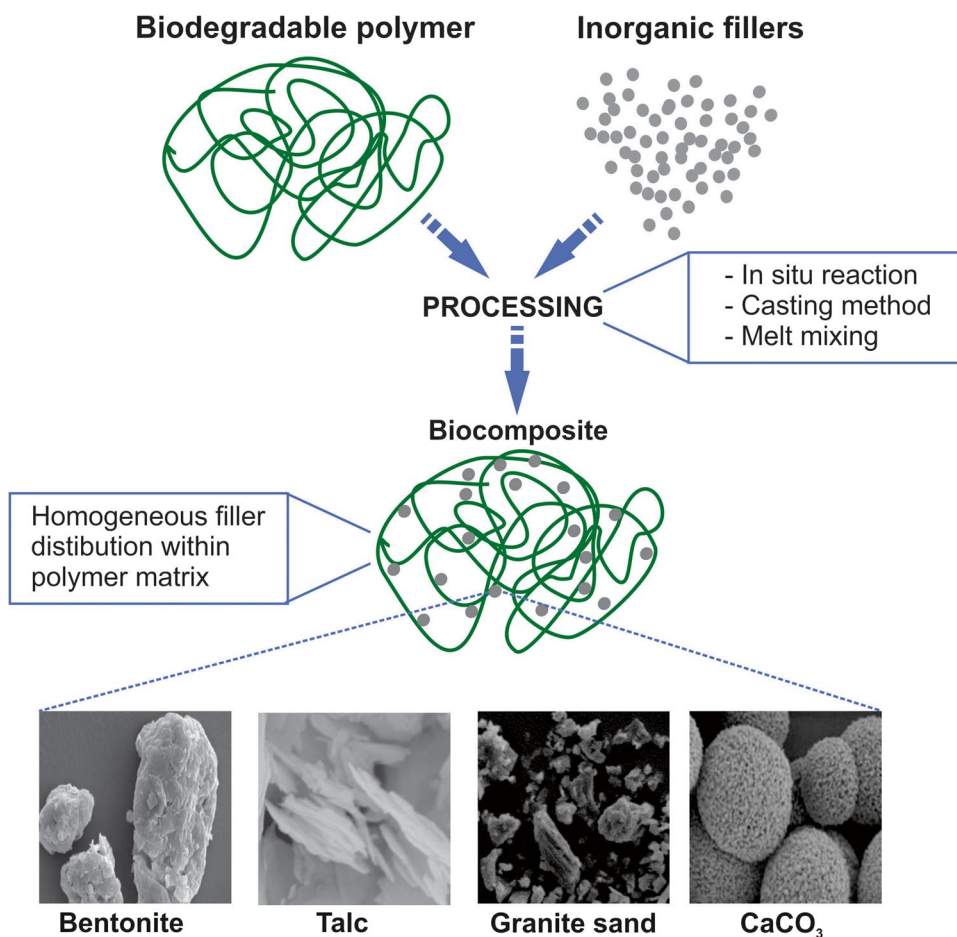 Biodegradable polymer
Inorganic fillers
PROCESSING
- In situ reaction
- Casting method
- Melt mixing
Biocomposite
Homogeneous filler
distibution within
polymer matrix
Bentonite
Talc
Granite sand
CaCO₃